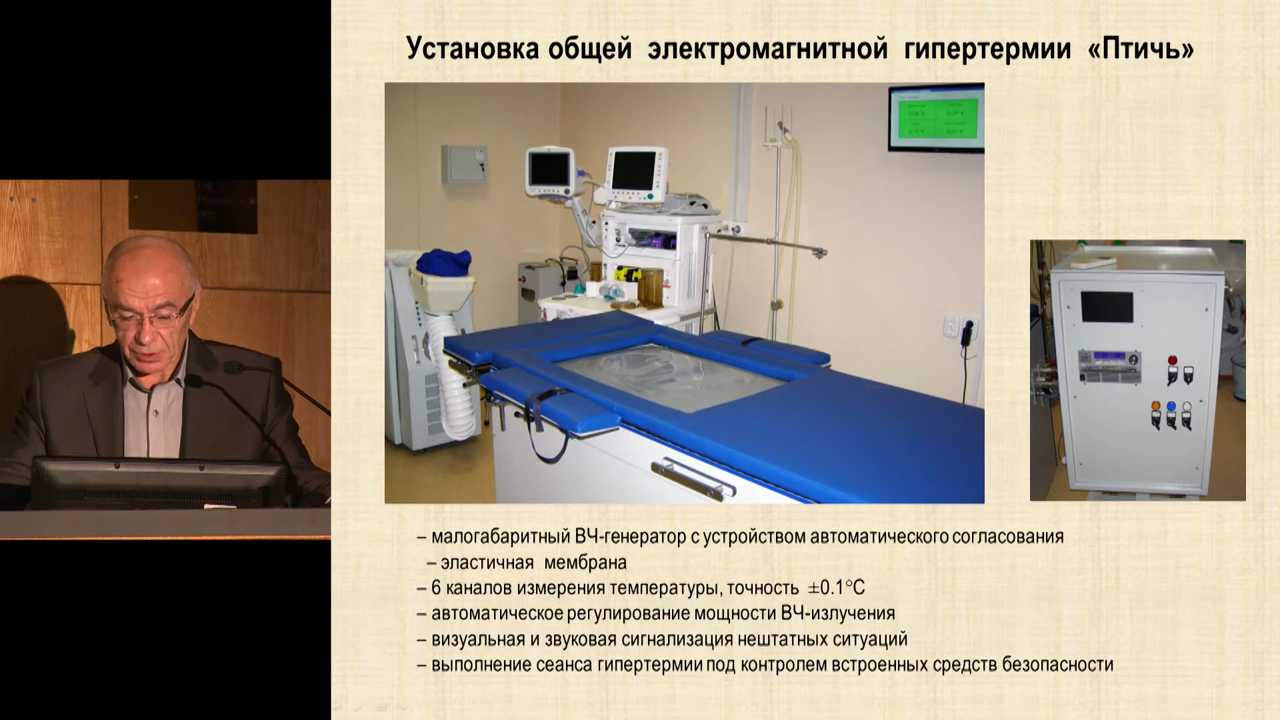 Установка общей электромагнитной гипертермии «Птичь»
– малогабаритный ВЧ-генератор с устройством автоматического согласования
– эластичная мембрана
– 6 каналов измерения температуры, точность ±0.1°С
– автоматическое регулирование мощности ВЧ-излучения
– визуальная и звуковая сигнализация нештатных ситуаций
– выполнение сеанса гипертермии под контролем встроенных средств безопасности